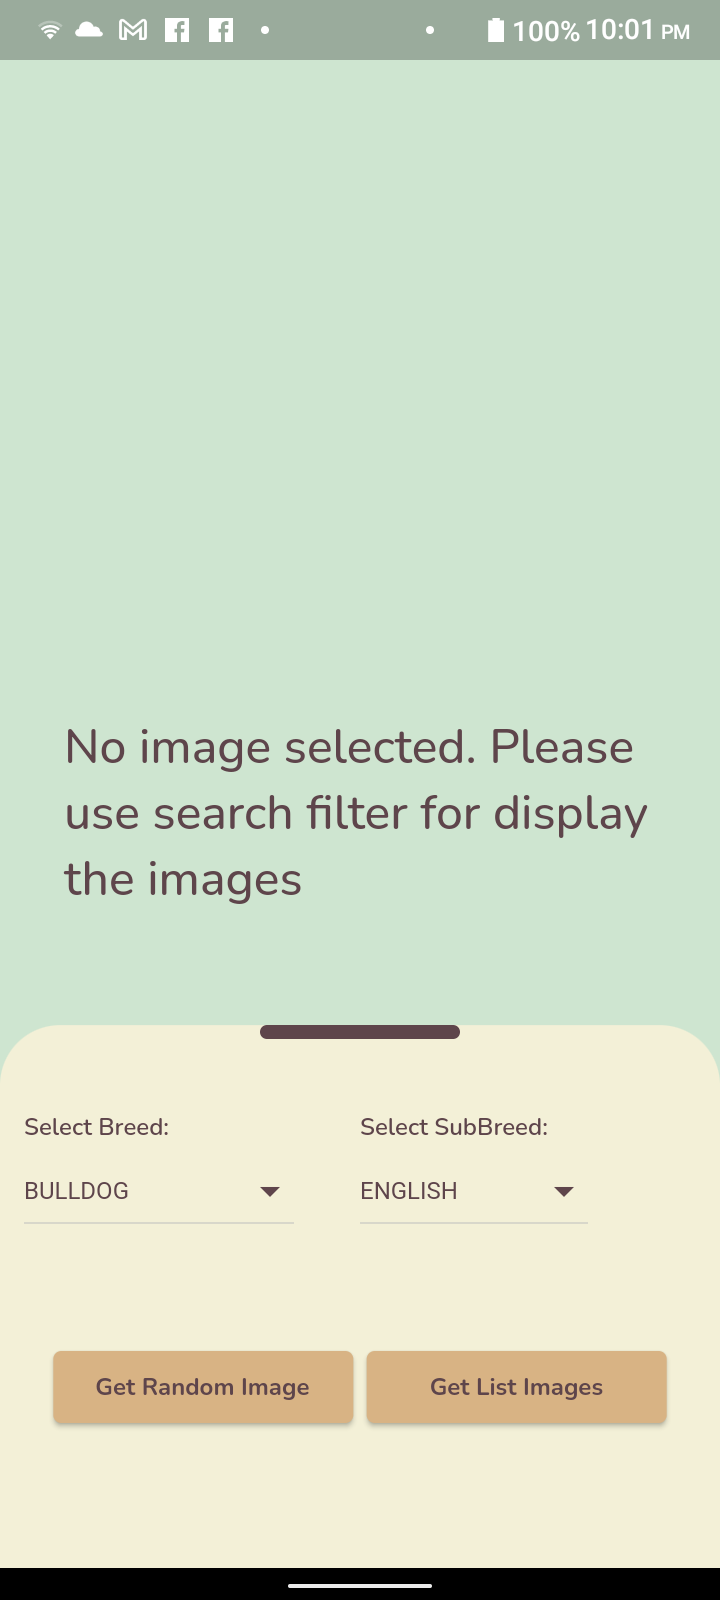 100% 10:01 PM
No image selected. Please
use search filter for display
the images
Select Breed: Select SubBreed:
BULLDOG ENGLISH
Get Random Image Get List Images